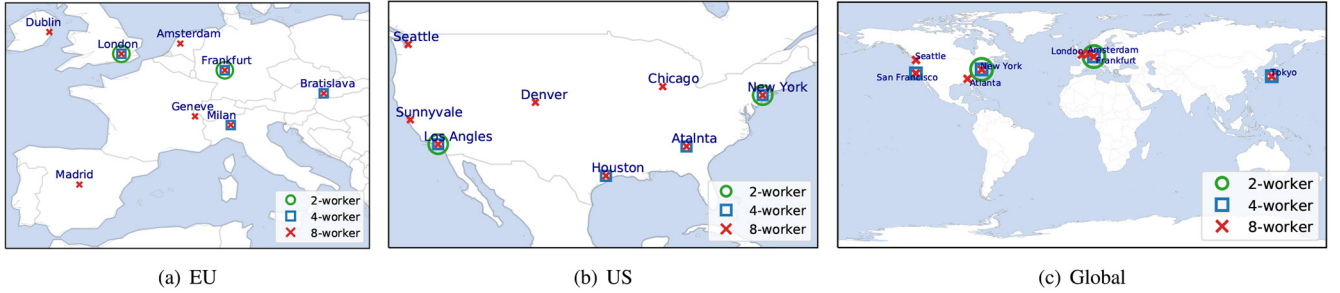 Dublin
London
Amsterdam
Frankfurt
Bratislava
Geneve
Milan
Madrid
2-worker
4-worker
8-worker
(a) EU
Seattle
Chicago
New York
Denver
Sunnyvale
Los Angles
Atalnta
Houston
2-worker
4-worker
8-worker
(b) US
Seattle
San Francisco
New York
Atlanta
London
Amsterdam
Frankfurt
Tokyo
2-worker
4-worker
8-worker
(c) Global